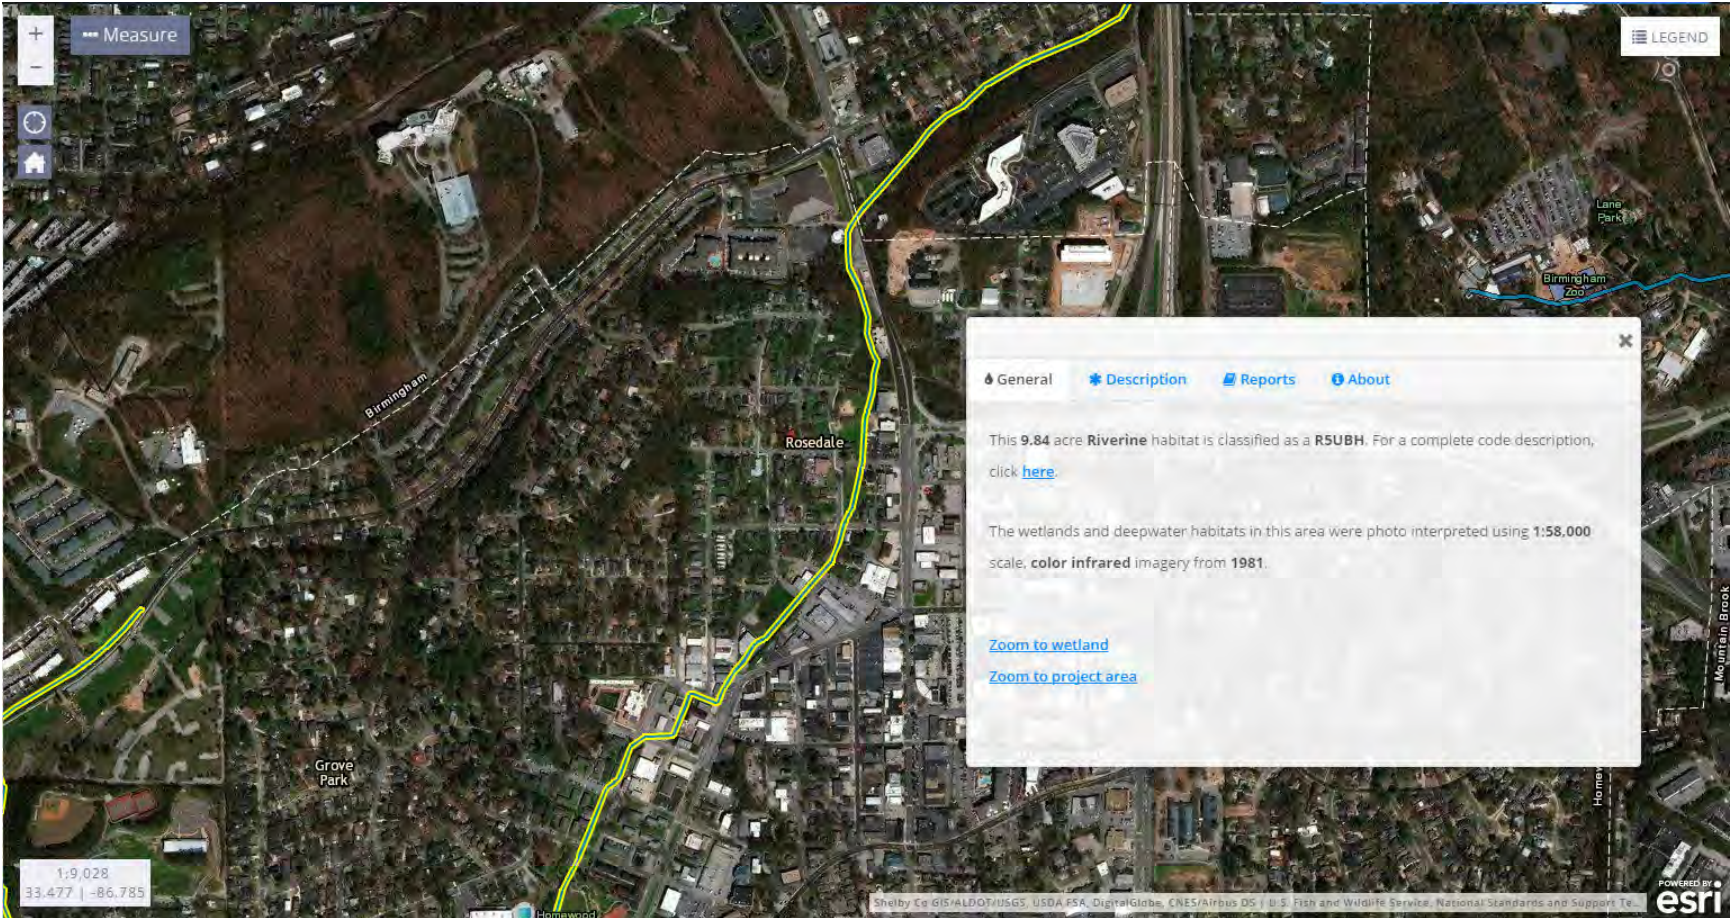 +
Measure
LEGEND
−
Lane
Park
Birmingham
Zoo
General
Description
Reports
About
Birmingham
This 9.84 acre Riverine habitat is classified as a R5UBH. For a complete code description,
click here.
Rosedale
The wetlands and deepwater habitats in this area were photo interpreted using 1:58,000
scale, color infrared imagery from 1981.
Mountain Brook
Zoom to wetland
Zoom to project area
Grove
Park
Homew
1:9,028
33.477 | -86.785
Homewood
Shelby Co GIS/ALDOT/USGS, USDA FSA, DigitalGlobe, CNES/Airbus DS | U.S. Fish and Wildlife Service, National Standards and Support Te...
POWERED BY
esri